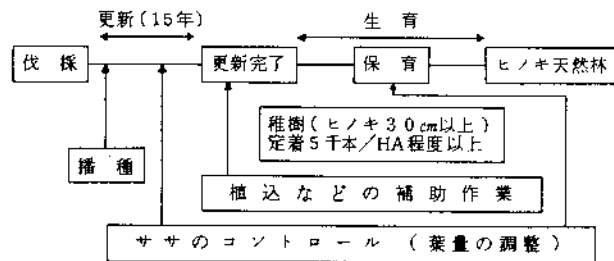 更新(15年)
生育
伐採
更新完了
保育
ヒノキ天然林
稚樹(ヒノキ30cm以上)
定着5千本/HA程度以上
播種
植込などの補助作業
ササのコントロール(葉量の調整)